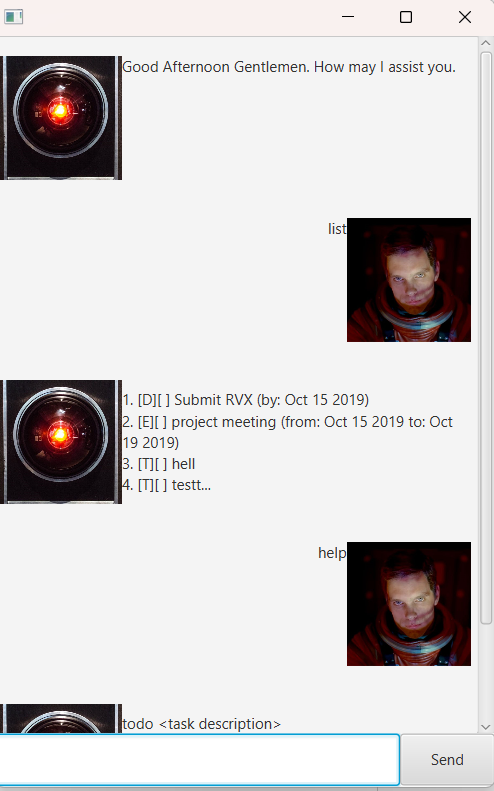 Good Afternoon Gentlemen. How may I assist you.
list
1. [D][ ] Submit RVX (by: Oct 15 2019)
2. [E][ ] project meeting (from: Oct 15 2019 to: Oct
19 2019)
3. [T][ ] hell
4. [T][ ] testt...
help
todo <task description>
Send